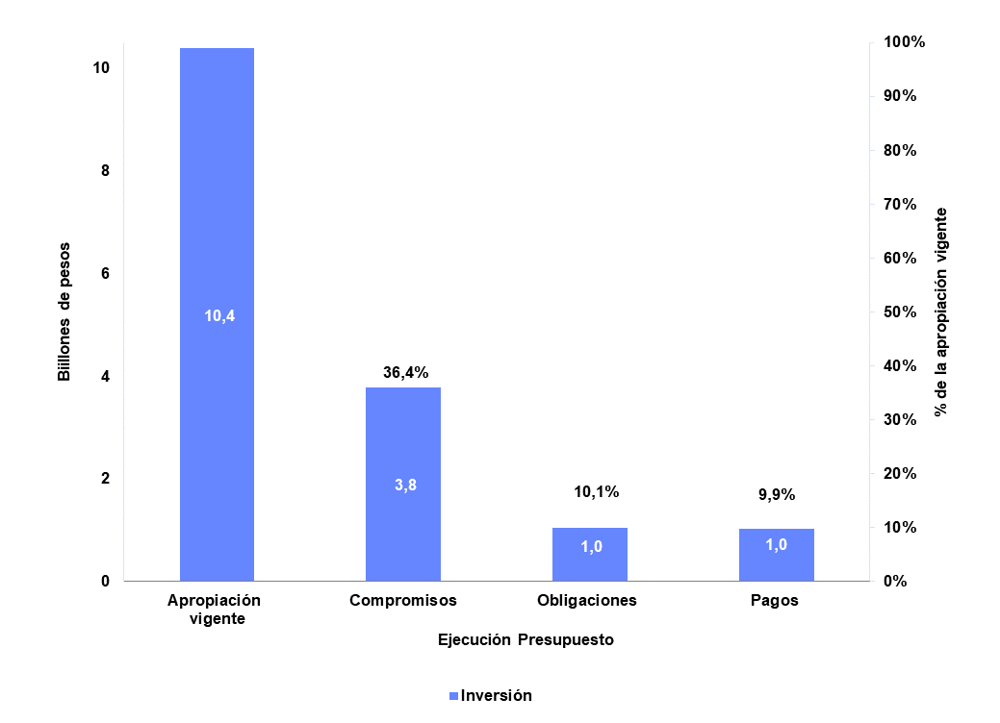 Biillones de pesos
10
8
6
4
2
0
10,4
36,4%
3,8
10,1%
1,0
9,9%
1,0
100%
90%
80%
70%
60%
50%
40%
30%
20%
10%
0%
% de la apropiación vigente
Apropiación
vigente
Compromisos
Obligaciones
Pagos
Ejecución Presupuesto
Inversión